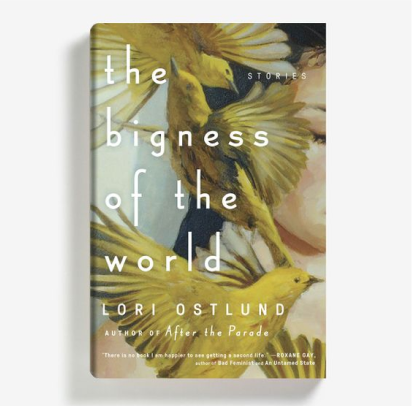 the
STORIES
bigness
of the
world
LORI OSTLUND
AUTHOR OF After the Parade
"There is no book I am happier to see getting a second life." —ROXANE GAY,
author of Bad Feminist and An Untamed State